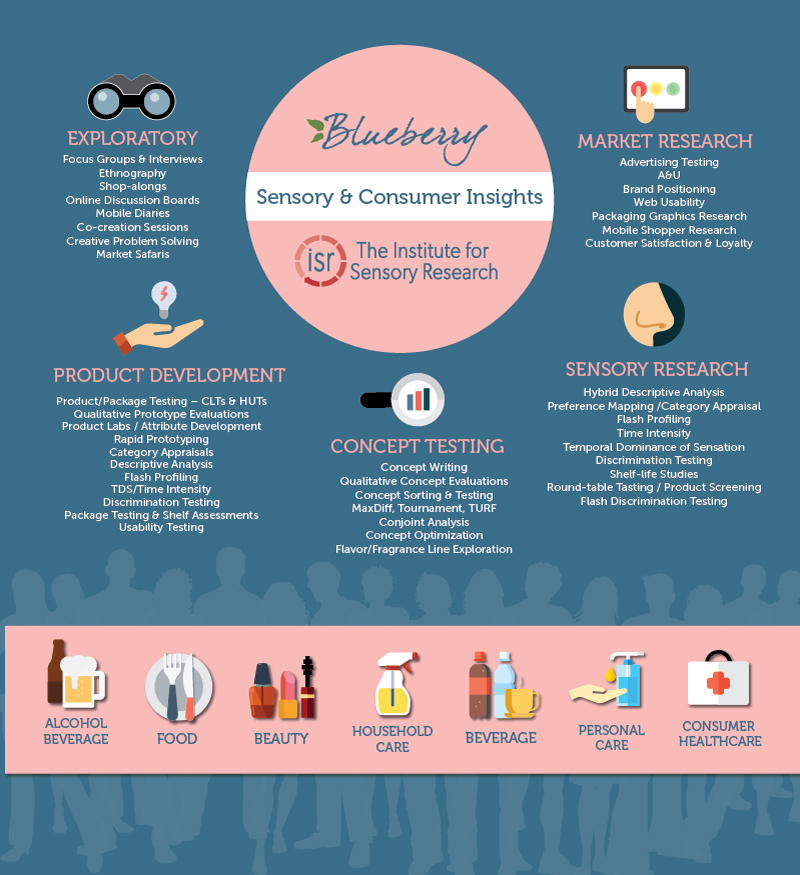 Blueberry
Sensory & Consumer Insights
isr
The Institute for
Sensory Research
EXPLORATORY
Focus Groups & Interviews
Ethnography
Shop-alongs
Online Discussion Boards
Mobile Diaries
Co-creation Sessions
Creative Problem Solving
Market Safaris
MARKET RESEARCH
Advertising Testing
A&U
Brand Positioning
Web Usability
Packaging Graphics Research
Mobile Shopper Research
Customer Satisfaction & Loyalty
PRODUCT DEVELOPMENT
Product/Package Testing – CLTs & HUTs
Qualitative Prototype Evaluations
Product Labs / Attribute Development
Rapid Prototyping
Category Appraisals
Descriptive Analysis
Flash Profiling
TDS/Time Intensity
Discrimination Testing
Package Testing & Shelf Assessments
Usability Testing
CONCEPT TESTING
Concept Writing
Qualitative Concept Evaluations
Concept Sorting & Testing
MaxDiff, Tournament, TURF
Conjoint Analysis
Concept Optimization
Flavor/Fragrance Line Exploration
SENSORY RESEARCH
Hybrid Descriptive Analysis
Preference Mapping /Category Appraisal
Flash Profiling
Time Intensity
Temporal Dominance of Sensation
Discrimination Testing
Shelf-life Studies
Round-table Tasting / Product Screening
Flash Discrimination Testing
ALCOHOL
BEVERAGE
FOOD
BEAUTY
HOUSEHOLD
CARE
BEVERAGE
PERSONAL
CARE
CONSUMER
HEALTHCARE